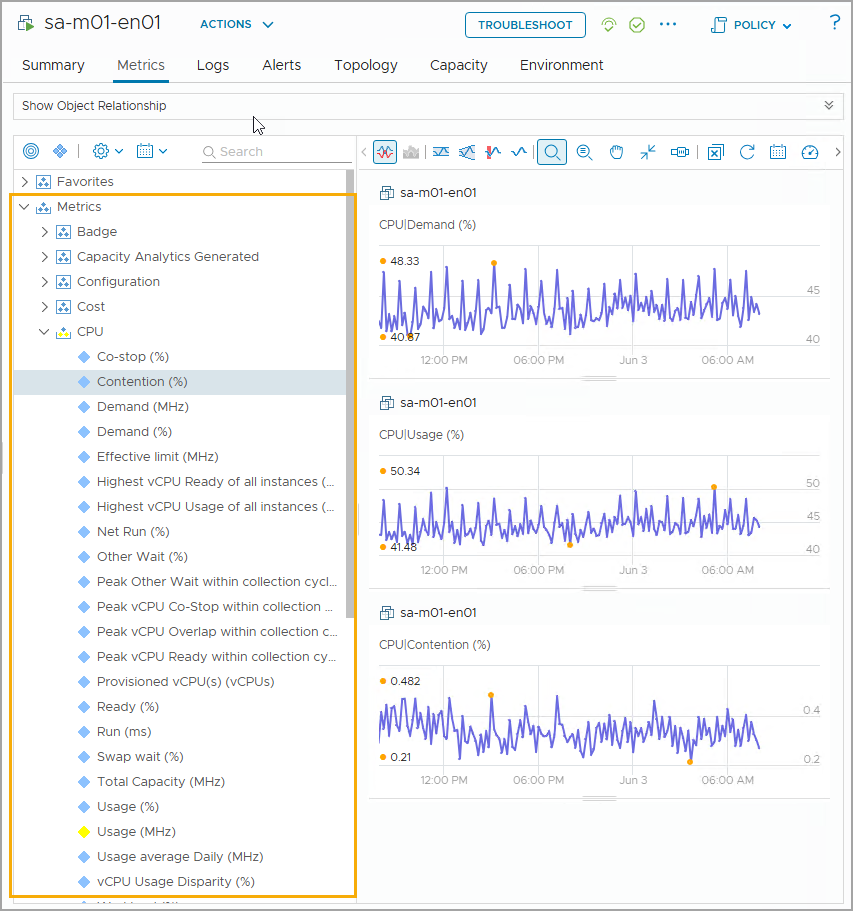 sa-m01-en01
ACTIONS
TROUBLESHOOT
POLICY
?
Summary
Metrics
Logs
Alerts
Topology
Capacity
Environment
Show Object Relationship
Search
Favorites
Metrics
Badge
Capacity Analytics Generated
Configuration
Cost
CPU
Co-stop (%)
Contention (%)
Demand (MHz)
Demand (%)
Effective limit (MHz)
Highest vCPU Ready of all instances (...
Highest vCPU Usage of all instances (...
Net Run (%)
Other Wait (%)
Peak Other Wait within collection cycl...
Peak vCPU Co-Stop within collection ...
Peak vCPU Overlap within collection c...
Peak vCPU Ready within collection cy...
Provisioned vCPU(s) (vCPUs)
Ready (%)
Run (ms)
Swap wait (%)
Total Capacity (MHz)
Usage (%)
Usage (MHz)
Usage average Daily (MHz)
vCPU Usage Disparity (%)
sa-m01-en01
CPU|Demand (%)
48.33
45
40.87
40
12:00 PM
06:00 PM
Jun 3
06:00 AM
sa-m01-en01
CPU|Usage (%)
50.34
50
45
41.48
40
12:00 PM
06:00 PM
Jun 3
06:00 AM
sa-m01-en01
CPU|Contention (%)
0.482
0.4
0.21
0.2
12:00 PM
06:00 PM
Jun 3
06:00 AM